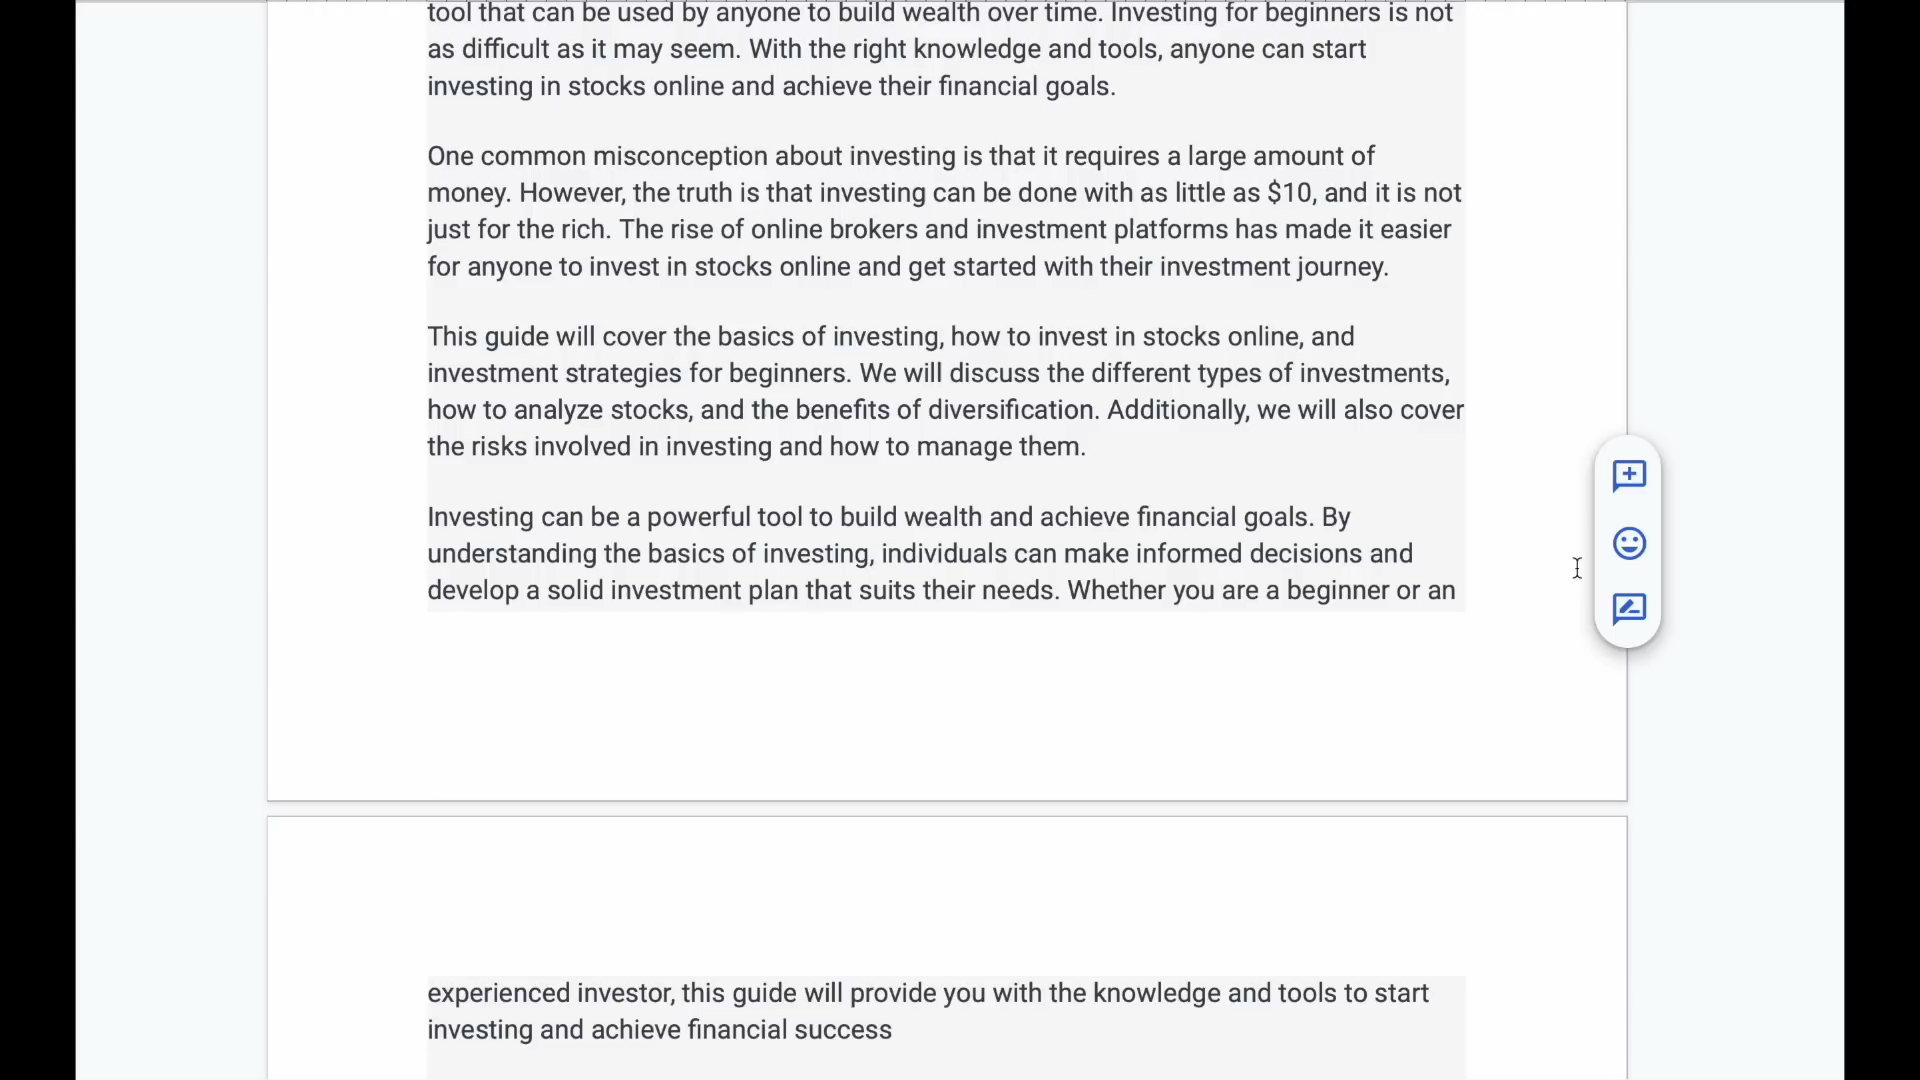 tool that can be used by anyone to build wealth over time. Investing for beginners is not
as difficult as it may seem. With the right knowledge and tools, anyone can start
investing in stocks online and achieve their financial goals.
One common misconception about investing is that it requires a large amount of
money. However, the truth is that investing can be done with as little as $10, and it is not
just for the rich. The rise of online brokers and investment platforms has made it easier
for anyone to invest in stocks online and get started with their investment journey.
This guide will cover the basics of investing, how to invest in stocks online, and
investment strategies for beginners. We will discuss the different types of investments,
how to analyze stocks, and the benefits of diversification. Additionally, we will also cover
the risks involved in investing and how to manage them.
Investing can be a powerful tool to build wealth and achieve financial goals. By
understanding the basics of investing, individuals can make informed decisions and
develop a solid investment plan that suits their needs. Whether you are a beginner or an
experienced investor, this guide will provide you with the knowledge and tools to start
investing and achieve financial success